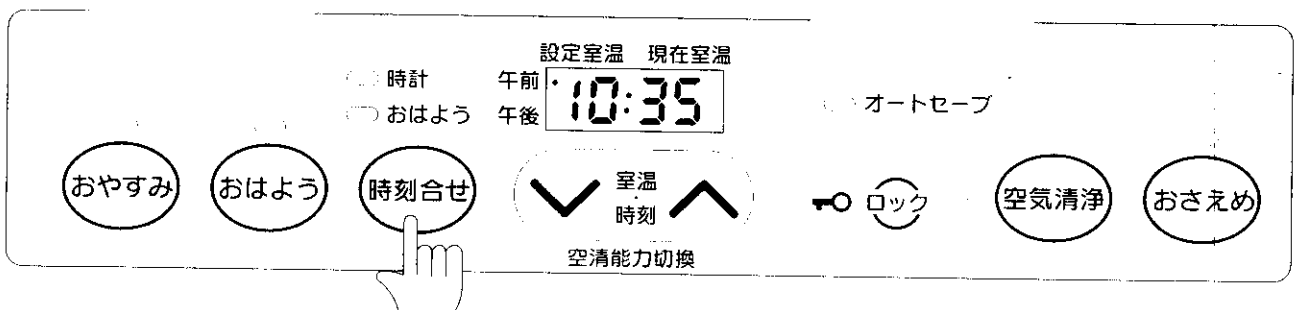 設定室温 現在室温
時計 午前 10:35
おはよう 午後
オートセーブ
おやすみ おはよう 時刻合せ 室温・時刻 ロック 空気清浄 おさえめ
空清能力切換